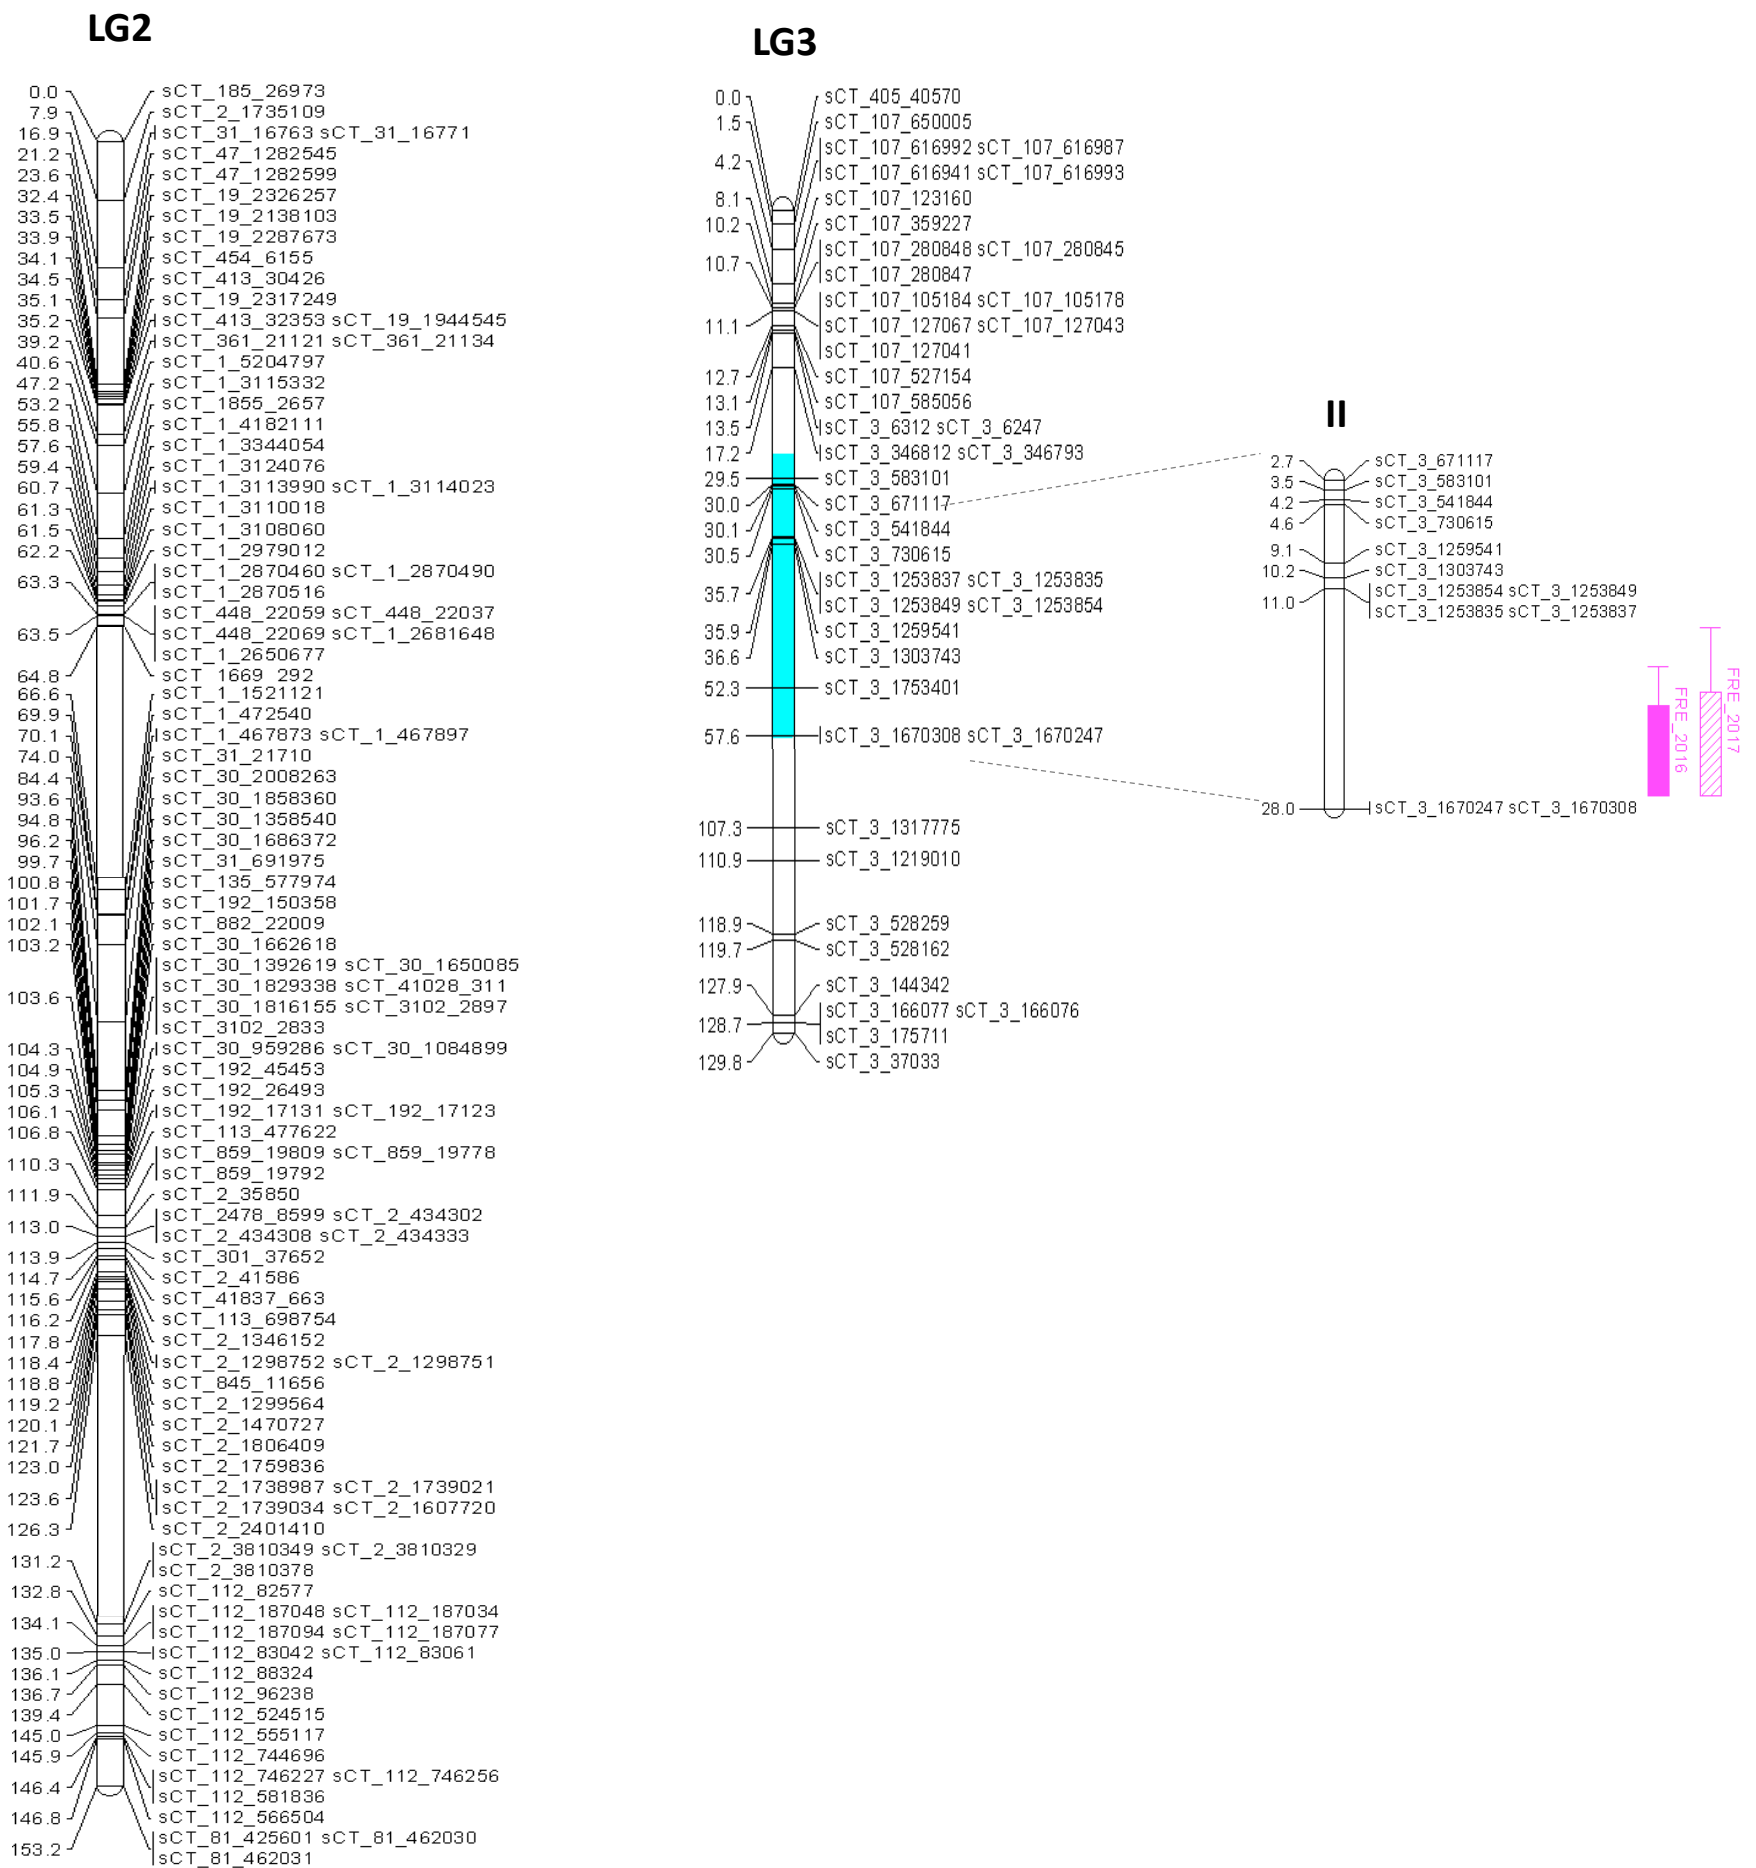 LG2
0.0 sCT_185_26973
7.9 sCT_2_1735109
16.9 sCT_31_16763 sCT_31_16771
21.2 sCT_47_1282545
23.6 sCT_47_1282599
32.4 sCT_19_2326257
33.5 sCT_19_2138103
33.9 sCT_19_2287673
34.1 sCT_454_6155
34.5 sCT_413_30426
35.1 sCT_19_2317249
35.2 sCT_413_32353 sCT_19_1944545
39.2 sCT_361_21121 sCT_361_21134
40.6 sCT_1_5204797
47.2 sCT_1_3115332
53.2 sCT_1855_2657
55.8 sCT_1_4182111
57.6 sCT_1_3344054
59.4 sCT_1_3124076
60.7 sCT_1_3113990 sCT_1_3114023
61.3 sCT_1_3110018
61.5 sCT_1_3108060
62.2 sCT_1_2979012
63.3 sCT_1_2870460 sCT_1_2870490
sCT_1_2870516
63.5 sCT_448_22059 sCT_448_22037
sCT_448_22069 sCT_1_2681648
sCT_1_2650677
64.8 sCT_1669_292
66.6 sCT_1_1521121
69.9 sCT_1_472540
70.1 sCT_1_467873 sCT_1_467897
74.0 sCT_31_21710
84.4 sCT_30_2008263
93.6 sCT_30_1858360
94.8 sCT_30_1358540
96.2 sCT_30_1686372
99.7 sCT_31_691975
100.8 sCT_135_577974
101.7 sCT_192_150358
102.1 sCT_882_22009
103.2 sCT_30_1662618
103.6 sCT_30_1392619 sCT_30_1650085
sCT_30_1829338 sCT_41028_311
sCT_30_1816155 sCT_3102_2897
sCT_3102_2833
104.3 sCT_30_959286 sCT_30_1084899
104.9 sCT_192_45453
105.3 sCT_192_26493
106.1 sCT_192_17131 sCT_192_17123
106.8 sCT_113_477622
110.3 sCT_859_19809 sCT_859_19778
sCT_859_19792
111.9 sCT_2_35850
113.0 sCT_2478_8599 sCT_2_434302
sCT_2_434308 sCT_2_434333
113.9 sCT_301_37652
114.7 sCT_2_41586
115.6 sCT_41837_663
116.2 sCT_113_698754
117.8 sCT_2_1346152
118.4 sCT_2_1298752 sCT_2_1298751
118.8 sCT_845_11656
119.2 sCT_2_1299564
120.1 sCT_2_1470727
121.7 sCT_2_1806409
123.0 sCT_2_1759836
123.6 sCT_2_1738987 sCT_2_1739021
sCT_2_1739034 sCT_2_1607720
126.3 sCT_2_2401410
131.2 sCT_2_3810349 sCT_2_3810329
sCT_2_3810378
132.8 sCT_112_82577
134.1 sCT_112_187048 sCT_112_187034
sCT_112_187094 sCT_112_187077
135.0 sCT_112_83042 sCT_112_83061
136.1 sCT_112_88324
136.7 sCT_112_96238
139.4 sCT_112_524515
145.0 sCT_112_555117
145.9 sCT_112_744696
146.4 sCT_112_746227 sCT_112_746256
sCT_112_581836
146.8 sCT_112_566504
153.2 sCT_81_425601 sCT_81_462030
sCT_81_462031
LG3
0.0 sCT_405_40570
1.5 sCT_107_650005
4.2 sCT_107_616992 sCT_107_616987
sCT_107_616941 sCT_107_616993
8.1 sCT_107_123160
10.2 sCT_107_359227
10.7 sCT_107_280848 sCT_107_280845
sCT_107_280847
11.1 sCT_107_105184 sCT_107_105178
sCT_107_127067 sCT_107_127043
sCT_107_127041
12.7 sCT_107_527154
13.1 sCT_107_585056
13.5 sCT_3_6312 sCT_3_6247
17.2 sCT_3_346812 sCT_3_346793
29.5 sCT_3_583101
30.0 sCT_3_671117
30.1 sCT_3_541844
30.5 sCT_3_730615
35.7 sCT_3_1253837 sCT_3_1253835
sCT_3_1253849 sCT_3_1253854
35.9 sCT_3_1259541
36.6 sCT_3_1303743
52.3 sCT_3_1753401
57.6 sCT_3_1670308 sCT_3_1670247
107.3 sCT_3_1317775
110.9 sCT_3_1219010
118.9 sCT_3_528259
119.7 sCT_3_528162
127.9 sCT_3_144342
128.7 sCT_3_166077 sCT_3_166076
sCT_3_175711
129.8 sCT_3_37033
II
2.7 sCT_3_671117
3.5 sCT_3_583101
4.2 sCT_3_541844
4.6 sCT_3_730615
9.1 sCT_3_1259541
10.2 sCT_3_1303743
11.0 sCT_3_1253854 sCT_3_1253849
sCT_3_1253835 sCT_3_1253837
28.0 sCT_3_1670247 sCT_3_1670308
FRE_2016
FRE_2017